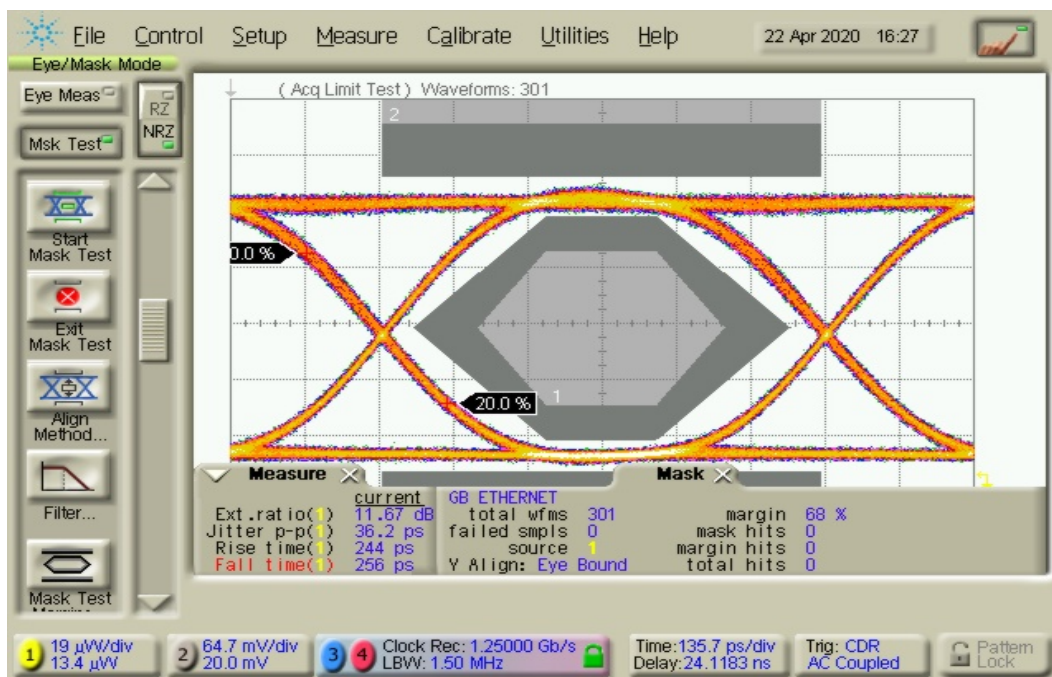 File Control Setup Measure Calibrate Utilities Help 22 Apr 2020 16:27
Eye/Mask Mode
Eye Meas
RZ
NRZ
Msk Test
( Acq Limit Test ) Waveforms: 301
2
Start
Mask Test
0.0 %
Exit
Mask Test
20.0 %
1
Align
Method...
Filter...
Mask Test
Measure
current
Ext.ratio(1) 11.67 dB
Jitter p-p(1) 36.2 ps
Rise time(1) 244 ps
Fall time(1) 256 ps
Mask
GB ETHERNET
total wfms 301 margin 68 %
failed smpls 0 mask hits 0
source 1 margin hits 0
Y Align: Eye Bound total hits 0
1 19 µW/div
13.4 µW
2 64.7 mV/div
20.0 mV
3 4 Clock Rec: 1.25000 Gb/s
LBW: 1.50 MHz
Time:135.7 ps/div
Delay:24.1183 ns
Trig: CDR
AC Coupled
Pattern
Lock